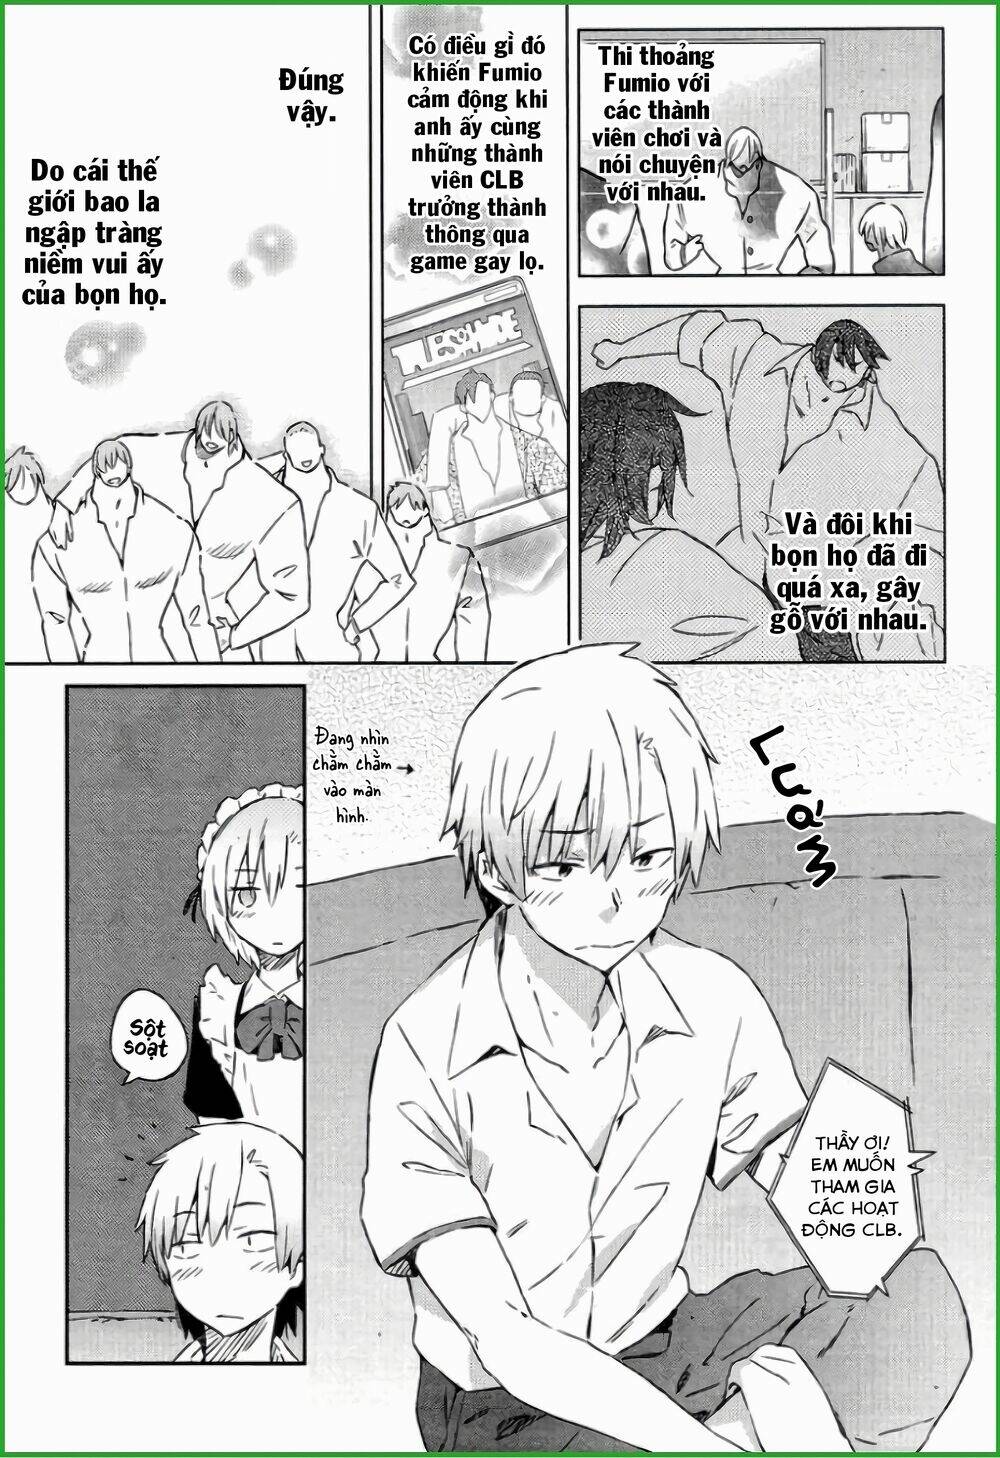 Thi thoảng
Fumio với
các thành
viên chơi và
nói chuyện
với nhau.
Và đôi khi
bọn họ đã đi
quá xa, gây
gổ với nhau.
Có điều gì đó
khiến Fumio
cảm động khi
anh ấy cùng
những thành
viên CLB
trưởng thành
thông qua
game gay lọ.
Đúng
vậy.
Do cái thế
giới bao la
ngập tràng
niềm vui ấy
của bọn họ.
Đang nhìn
chằm chằm
vào màn
hình.
Lướm
THẦY ƠI!
EM MUỐN
THAM GIA
CÁC HOẠT
ĐỘNG CLB.
Sột
soạt